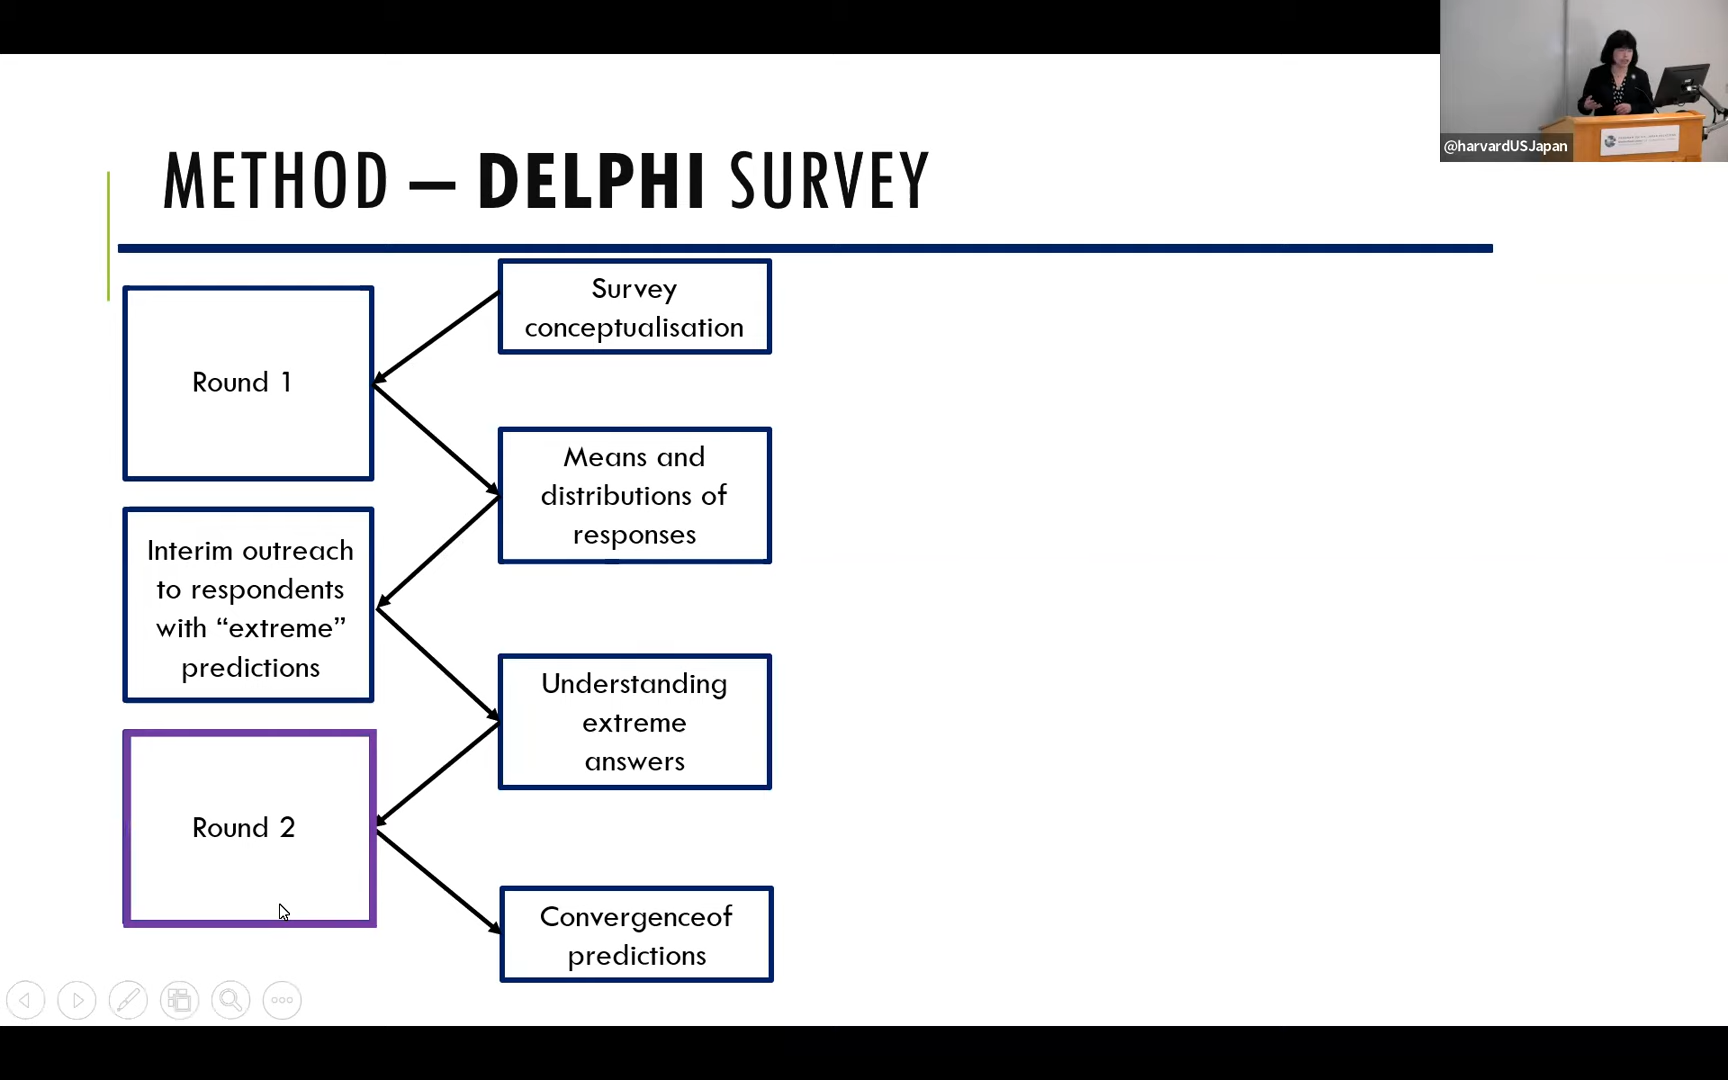 @harvardUSJapan
METHOD – DELPHI SURVEY
Survey
conceptualisation
Round 1
Means and
distributions of
responses
Interim outreach
to respondents
with “extreme”
predictions
Understanding
extreme
answers
Round 2
Convergenceof
predictions